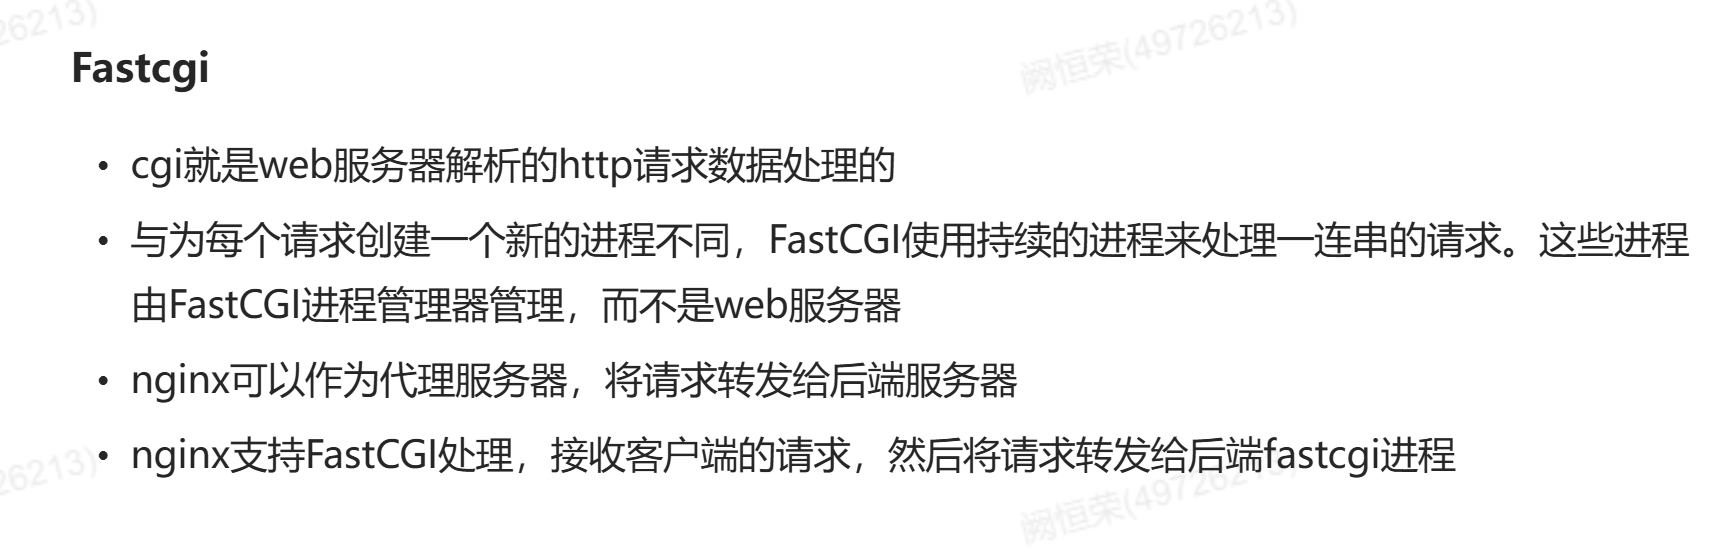 26213)
阙恒荣(49726213)
Fastcgi
• cgi就是web服务器解析的http请求数据处理的
• 与为每个请求创建一个新的进程不同，FastCGI使用持续的进程来处理一连串的请求。这些进程
由FastCGI进程管理器管理，而不是web服务器
• nginx可以作为代理服务器，将请求转发给后端服务器
• nginx支持FastCGI处理，接收客户端的请求，然后将请求转发给后端fastcgi进程
26213)
阙恒荣(49726213)